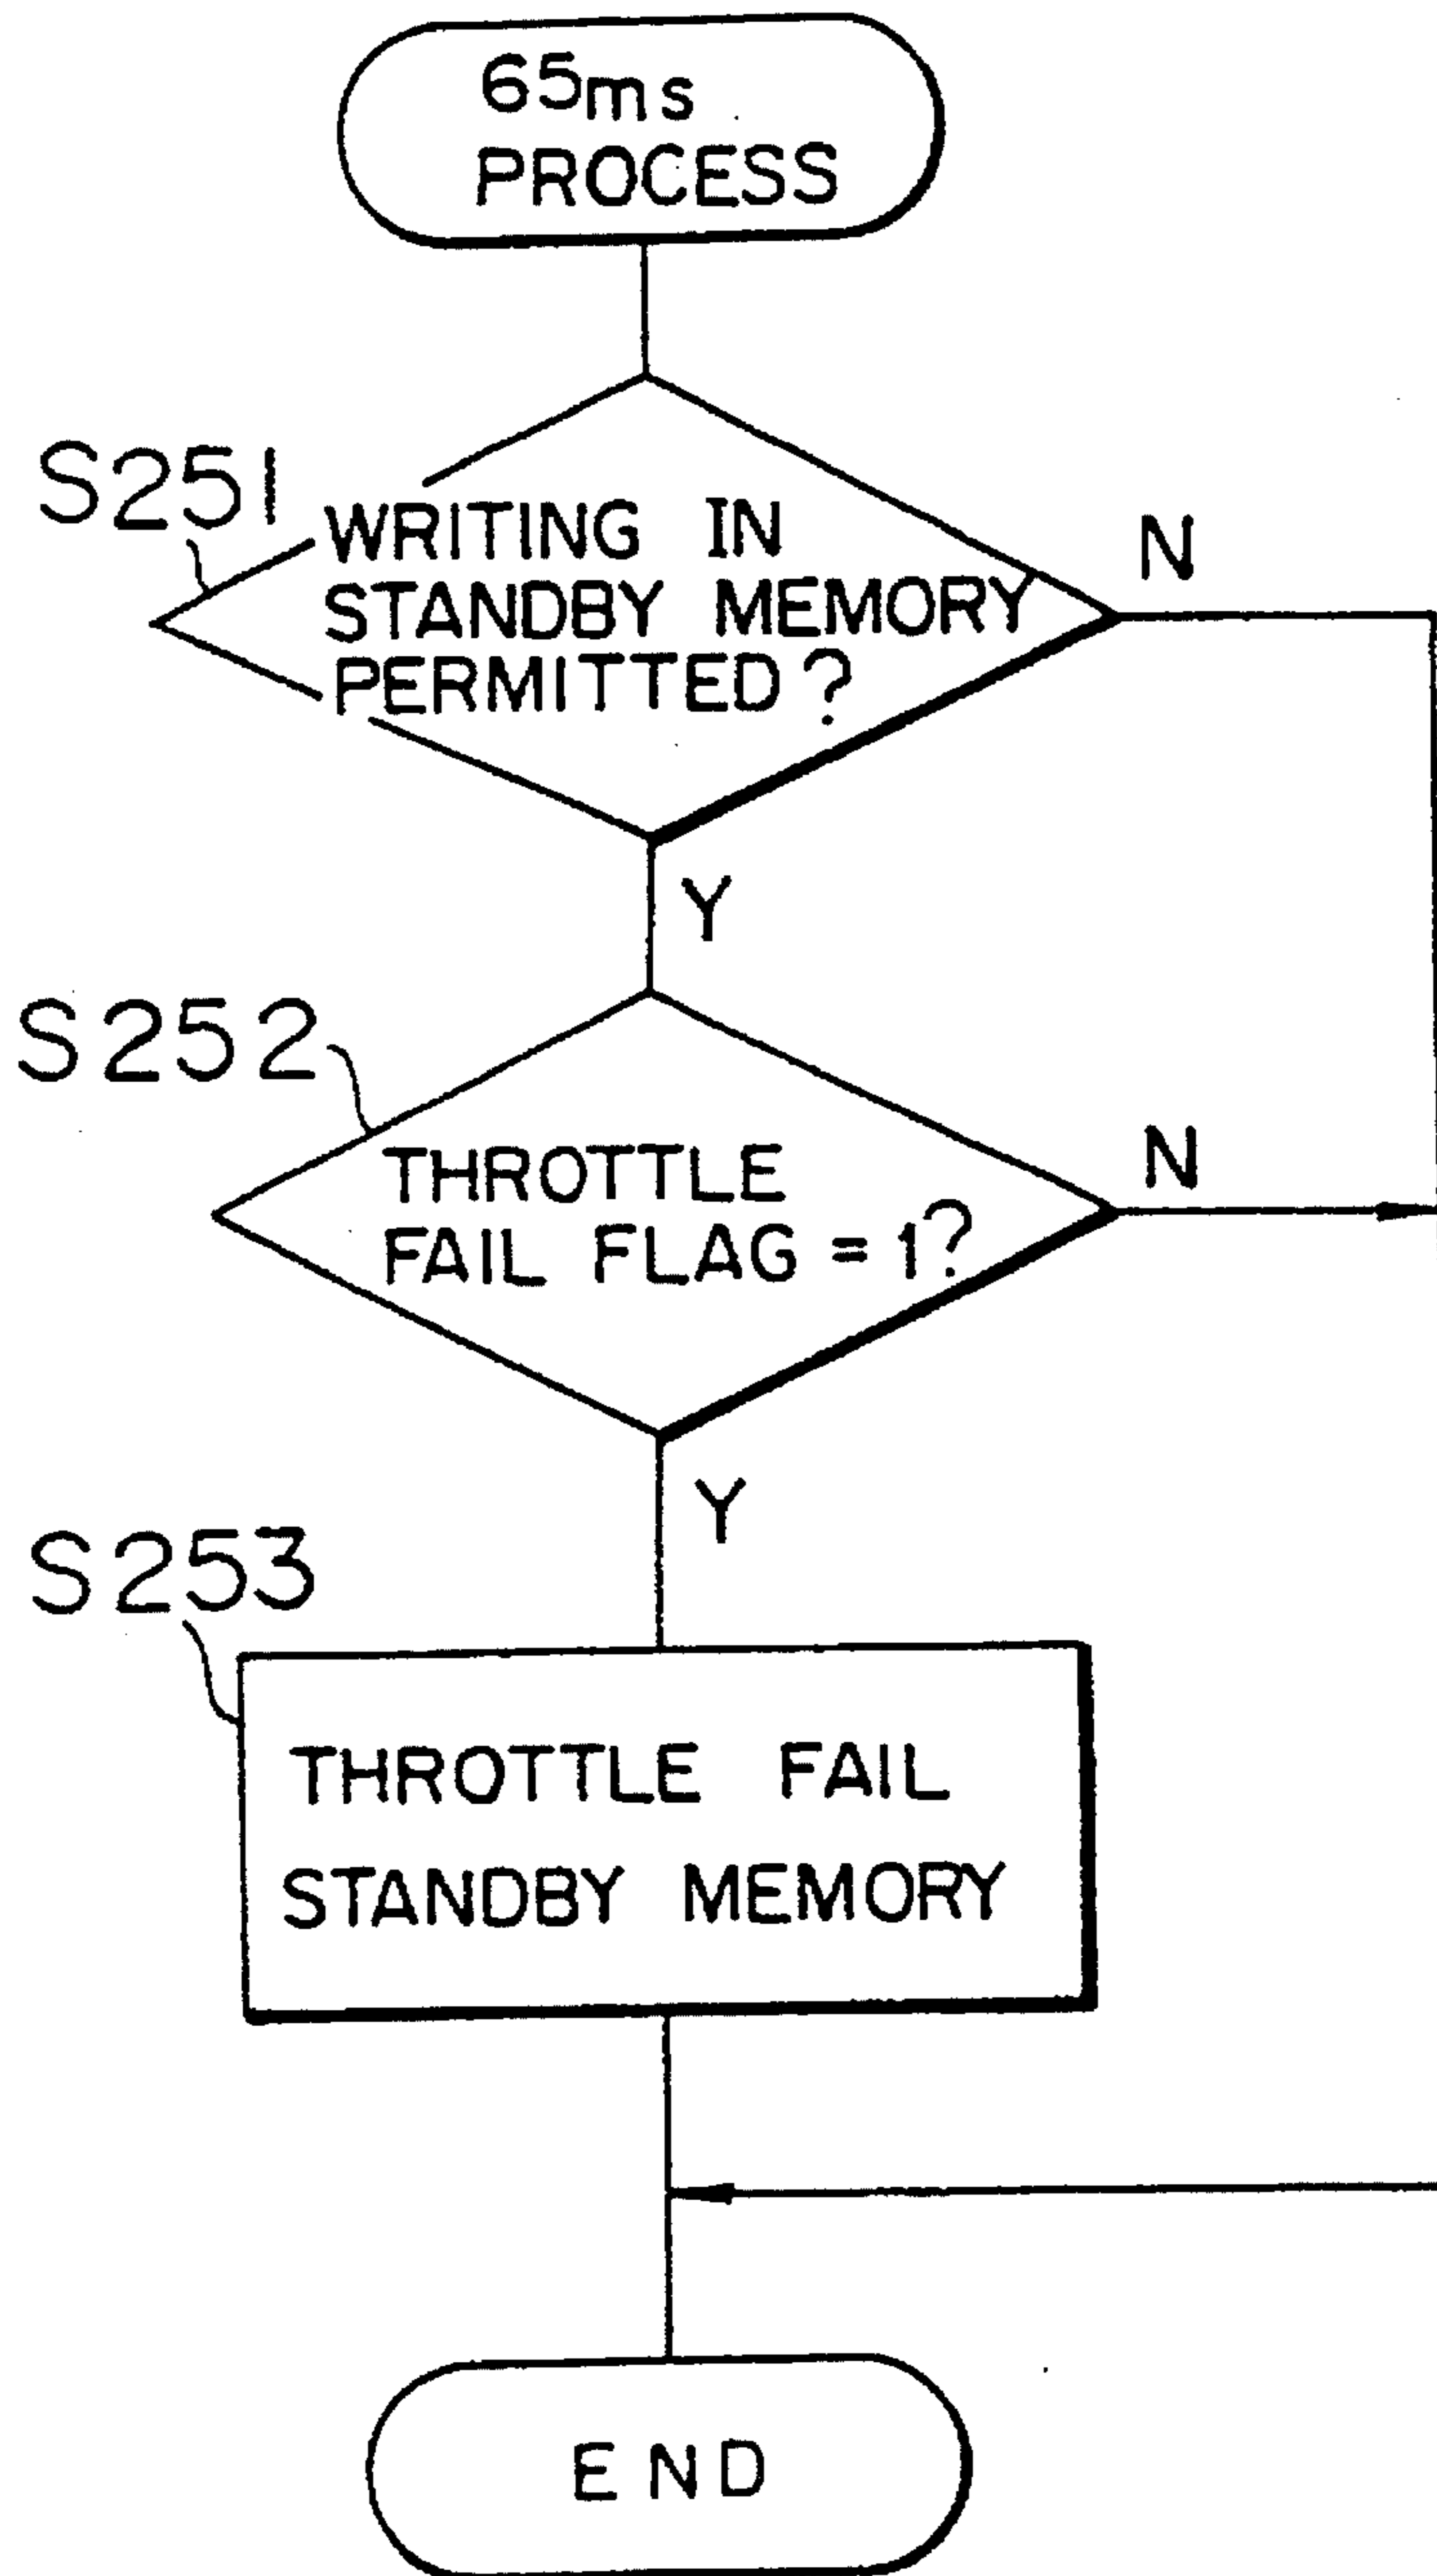 65ms
PROCESS
S251
WRITING IN
STANDBY MEMORY
PERMITTED?
N
Y
S252
THROTTLE
FAIL FLAG = 1?
N
Y
S253
THROTTLE FAIL
STANDBY MEMORY
END